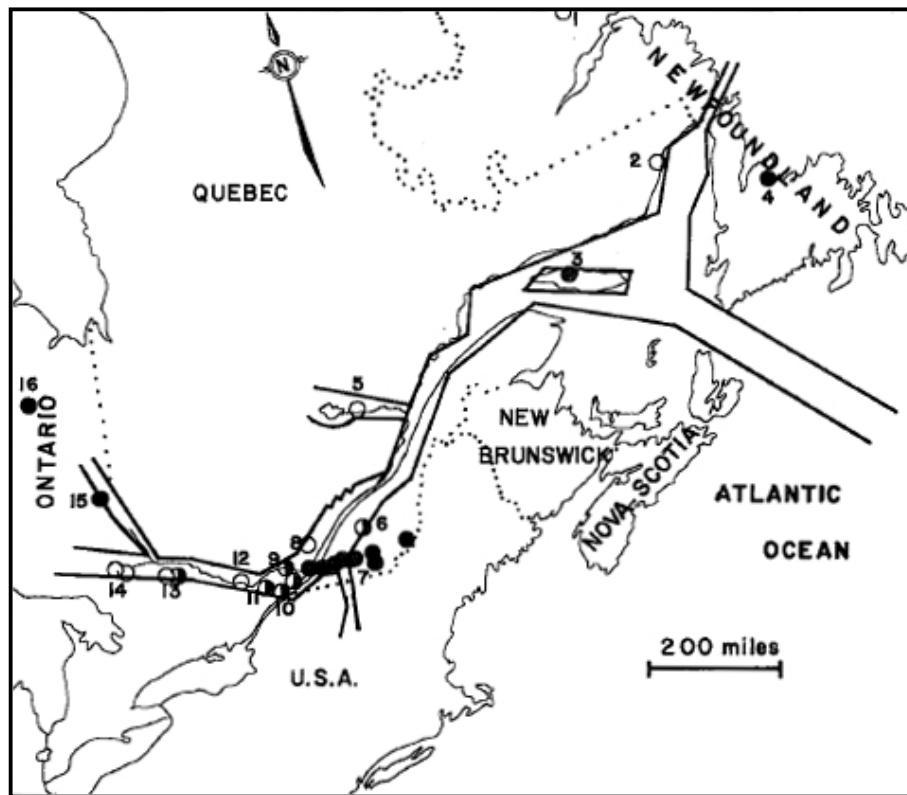 N
NEWFOUNDLAND
QUEBEC
2
4
3
5
16
ONTARIO
NEW
BRUNSWICK
NOVA SCOTIA
ATLANTIC
OCEAN
15
6
8
7
9
12
14
13
11
10
200 miles
U.S.A.